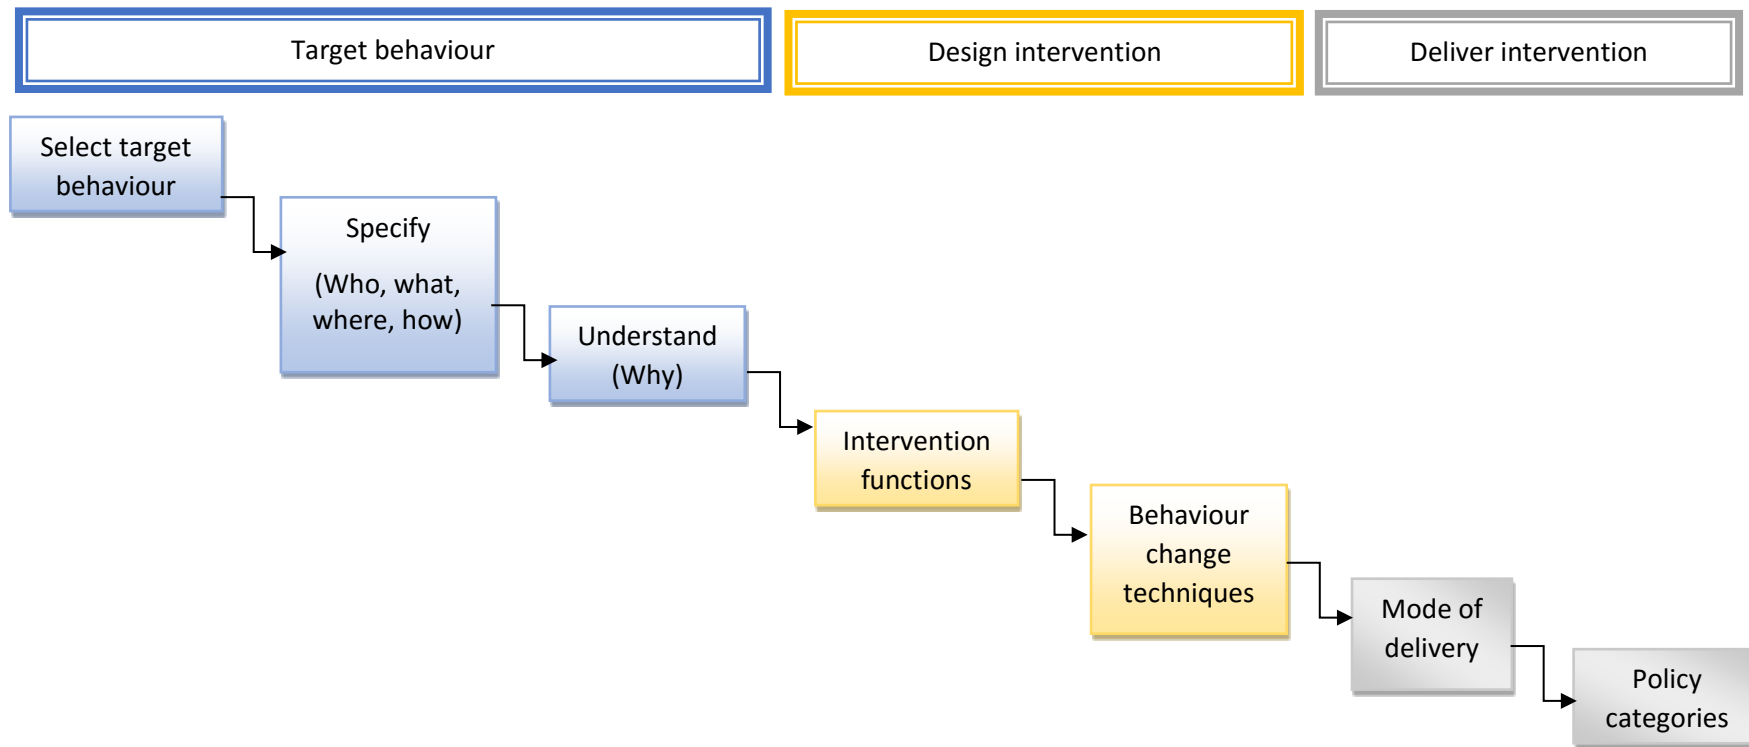 Target behaviour
Design intervention
Deliver intervention
Select target
behaviour
Specify
(Who, what,
where, how)
Understand
(Why)
Intervention
functions
Behaviour
change
techniques
Mode of
delivery
Policy
categories